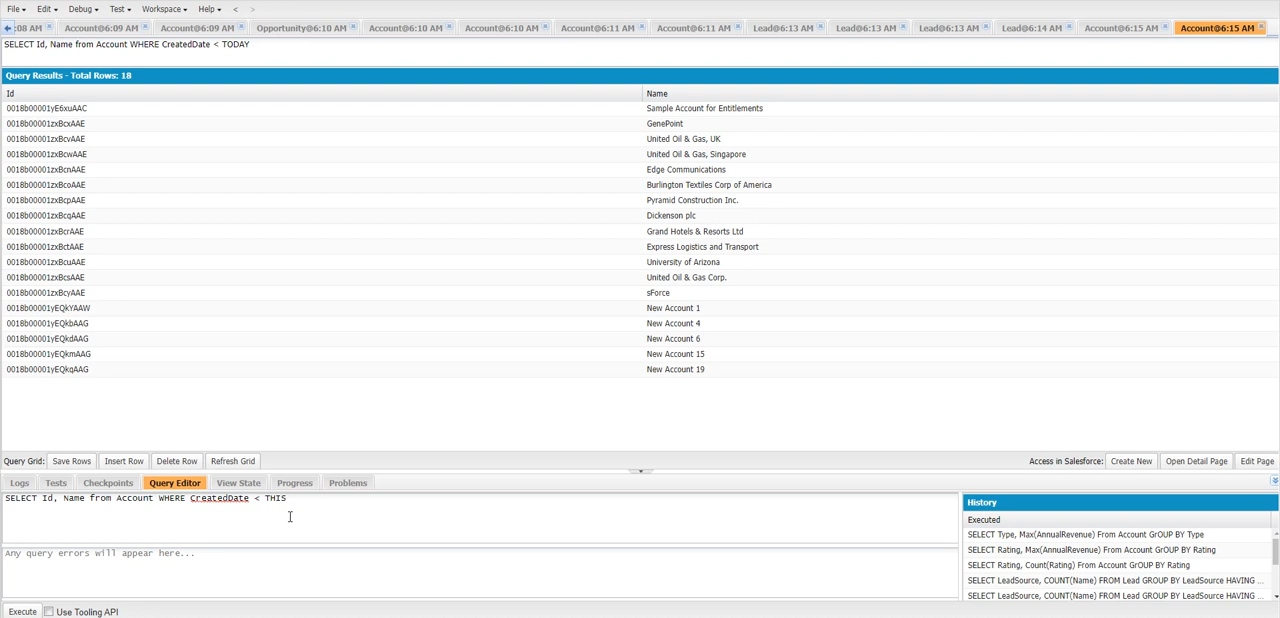 File Edit Debug Test Workspace Help < >
:08 AM Account@6:09 AM Account@6:09 AM Opportunity@6:10 AM Account@6:10 AM Account@6:10 AM Account@6:11 AM Account@6:11 AM Lead@6:13 AM Lead@6:13 AM Lead@6:13 AM Lead@6:14 AM Account@6:15 AM Account@6:15 AM
SELECT Id, Name from Account WHERE CreatedDate < TODAY
Query Results - Total Rows: 18
Id Name
0018b00001yE6xuAAC Sample Account for Entitlements
0018b00001zxBcxAAE GenePoint
0018b00001zxBcvAAE United Oil & Gas, UK
0018b00001zxBcwAAE United Oil & Gas, Singapore
0018b00001zxBcnAAE Edge Communications
0018b00001zxBcoAAE Burlington Textiles Corp of America
0018b00001zxBcpAAE Pyramid Construction Inc.
0018b00001zxBcqAAE Dickenson plc
0018b00001zxBcrAAE Grand Hotels & Resorts Ltd
0018b00001zxBctAAE Express Logistics and Transport
0018b00001zxBcuAAE University of Arizona
0018b00001zxBcsAAE United Oil & Gas Corp.
0018b00001zxBcyAAE sForce
0018b00001yEQkYAAW New Account 1
0018b00001yEQkbAAG New Account 4
0018b00001yEQkdAAG New Account 6
0018b00001yEQkmAAG New Account 15
0018b00001yEQkqAAG New Account 19
Query Grid: Save Rows Insert Row Delete Row Refresh Grid Access in Salesforce: Create New Open Detail Page Edit Page
Logs Tests Checkpoints Query Editor View State Progress Problems
SELECT Id, Name from Account WHERE CreatedDate < THIS
Any query errors will appear here...
History
Executed
SELECT Type, Max(AnnualRevenue) From Account GrOUP BY Type
SELECT Rating, Max(AnnualRevenue) From Account GrOUP BY Rating
SELECT Rating, Count(Rating) From Account GrOUP BY Rating
SELECT LeadSource, COUNT(Name) FROM Lead GROUP BY LeadSource HAVING ...
SELECT LeadSource, COUNT(Name) FROM Lead GROUP BY LeadSource HAVING ...
Execute Use Tooling API